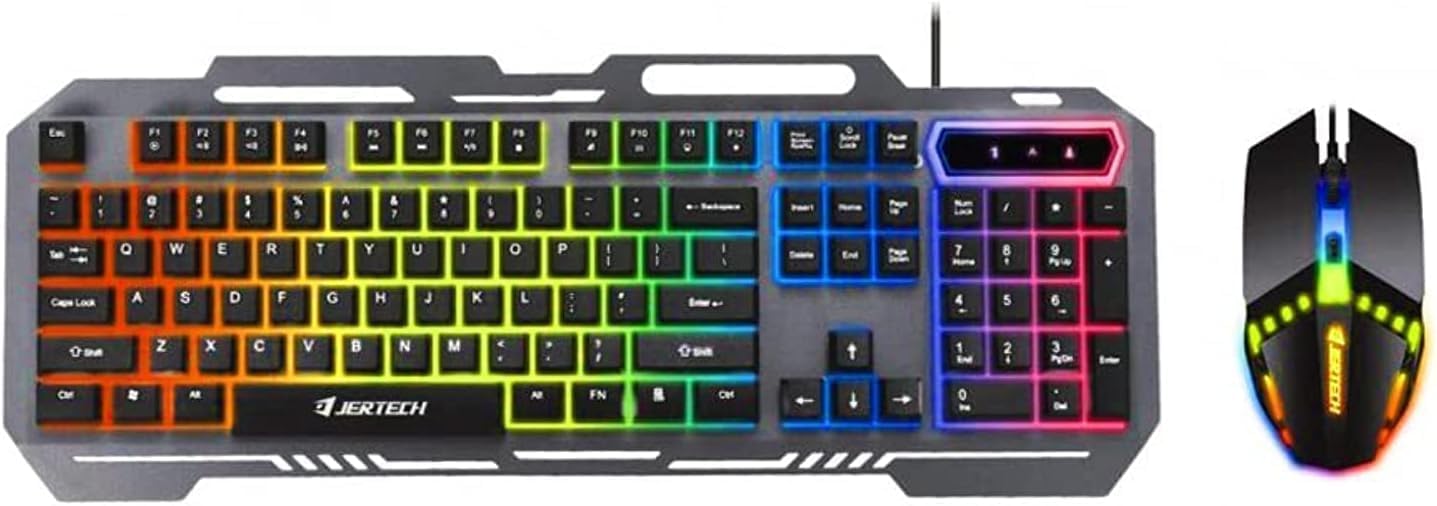 Esc F1 F2 F3 F4 F5 F6 F7 F8 F9 F10 F11 F12 Print Screen SysRq Scroll Lock Pause Break
~ ` ! 1 @ 2 # 3 $ 4 % 5 ^ 6 & 7 * 8 ( 9 ) 0 ← Backspace Insert Home Page Up Num Lock / * −
Tab Q W E R T Y U I O P { [ } ] | \ Delete End Page Down 7 Home 8 ↑ 9 Pg Up +
Caps Lock A S D F G H J K L : ; Enter ↵ 4 ← 5 6 →
⇧ Shift Z X C V B N M < , > . ? / ⇧ Shift ↑ 1 End 2 ↓ 3 Pg Dn Enter
Ctrl Alt JERTECH Alt FN Ctrl ← ↓ → 0 Ins . Del
JERTECH